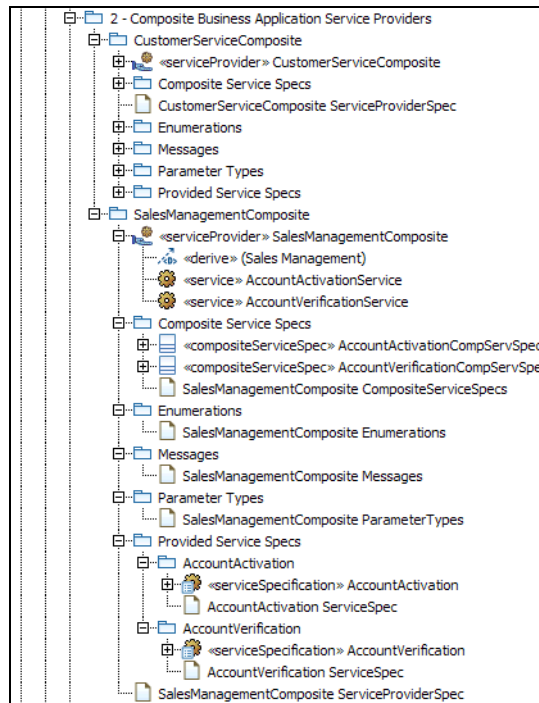 2 - Composite Business Application Service Providers
CustomerServiceComposite
«serviceProvider» CustomerServiceComposite
Composite Service Specs
CustomerServiceComposite ServiceProviderSpec
Enumerations
Messages
Parameter Types
Provided Service Specs
SalesManagementComposite
«serviceProvider» SalesManagementComposite
«derive» (Sales Management)
«service» AccountActivationService
«service» AccountVerificationService
Composite Service Specs
«compositeServiceSpec» AccountActivationCompServSpec
«compositeServiceSpec» AccountVerificationCompServSpe
SalesManagementComposite CompositeServiceSpecs
Enumerations
SalesManagementComposite Enumerations
Messages
SalesManagementComposite Messages
Parameter Types
SalesManagementComposite ParameterTypes
Provided Service Specs
AccountActivation
«serviceSpecification» AccountActivation
AccountActivation ServiceSpec
AccountVerification
«serviceSpecification» AccountVerification
AccountVerification ServiceSpec
SalesManagementComposite ServiceProviderSpec